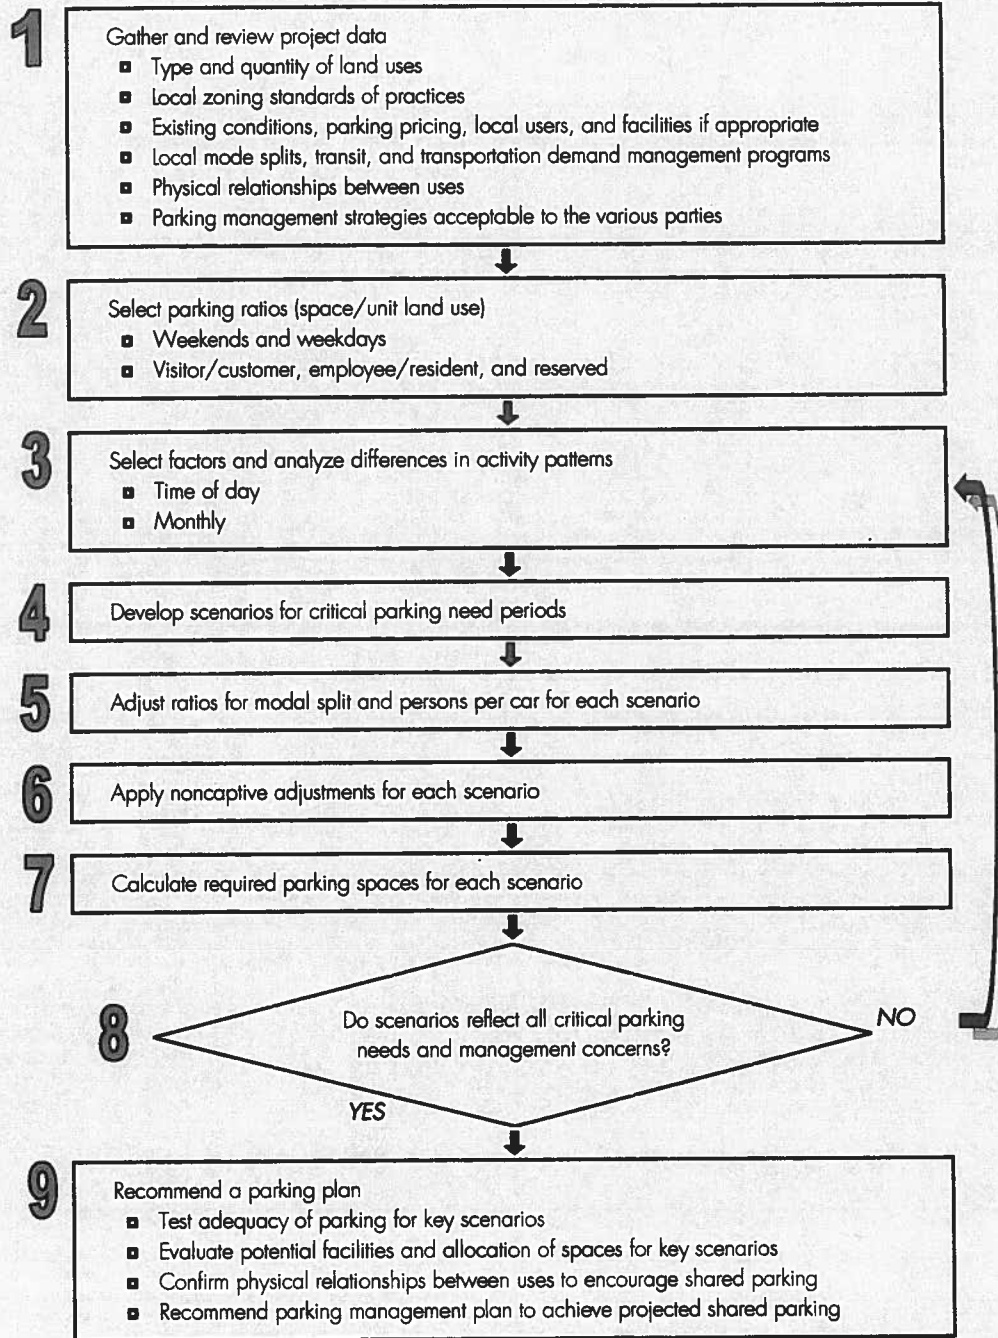 1
Gather and review project data
Type and quantity of land uses
Local zoning standards of practices
Existing conditions, parking pricing, local users, and facilities if appropriate
Local mode splits, transit, and transportation demand management programs
Physical relationships between uses
Parking management strategies acceptable to the various parties
2
Select parking ratios (space/unit land use)
Weekends and weekdays
Visitor/customer, employee/resident, and reserved
3
Select factors and analyze differences in activity patterns
Time of day
Monthly
4
Develop scenarios for critical parking need periods
5
Adjust ratios for modal split and persons per car for each scenario
6
Apply noncaptive adjustments for each scenario
7
Calculate required parking spaces for each scenario
8
Do scenarios reflect all critical parking
needs and management concerns?
NO
YES
9
Recommend a parking plan
Test adequacy of parking for key scenarios
Evaluate potential facilities and allocation of spaces for key scenarios
Confirm physical relationships between uses to encourage shared parking
Recommend parking management plan to achieve projected shared parking